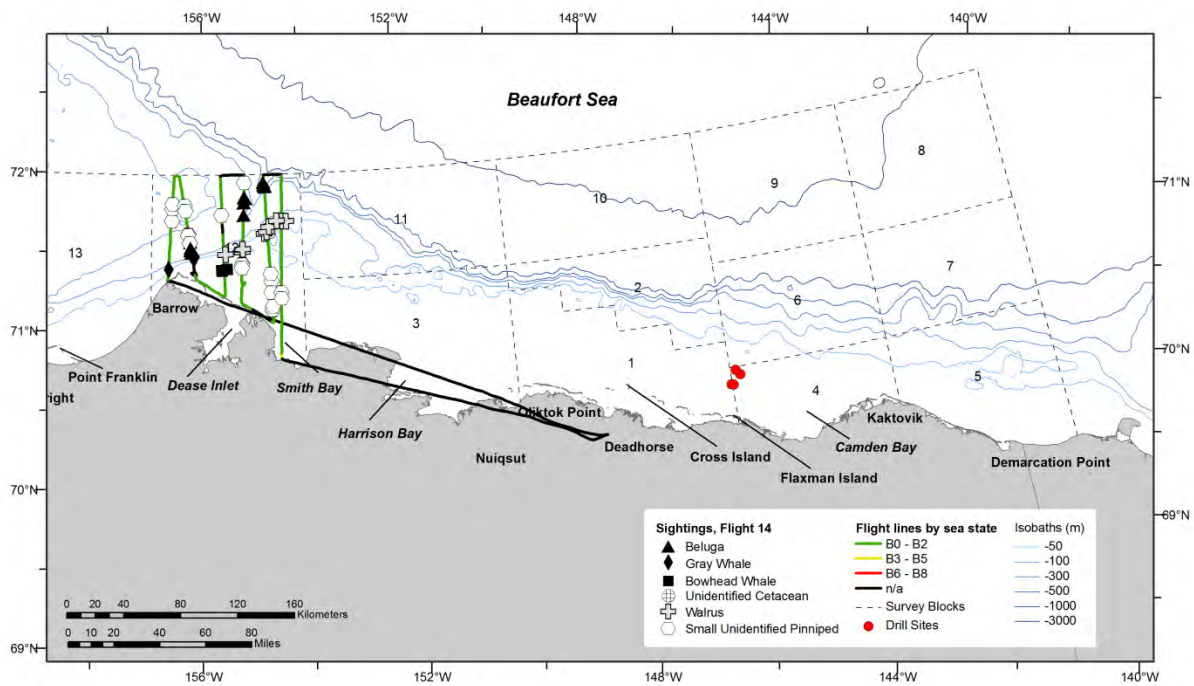 156°W 152°W 148°W 144°W 140°W
Beaufort Sea
8
9
72°N
71°N
10
11
12
13
7
2
6
3
Barrow
71°N
1
70°N
Point Franklin
right
Dease Inlet
Smith Bay
4
5
Oliktok Point
Kaktovik
Harrison Bay
Deadhorse
Camden Bay
Nuiqsut
Cross Island
Demarcation Point
Flaxman Island
70°N
69°N
Sightings, Flight 14
Beluga
Gray Whale
Bowhead Whale
Unidentified Cetacean
Walrus
Small Unidentified Pinniped
Flight lines by sea state
B0 - B2
B3 - B5
B6 - B8
n/a
Survey Blocks
Drill Sites
Isobaths (m)
-50
-100
-300
-500
-1000
-3000
0 20 40 80 120 160
Kilometers
0 10 20 40 60 80
Miles
69°N
156°W 152°W 148°W 144°W 140°W